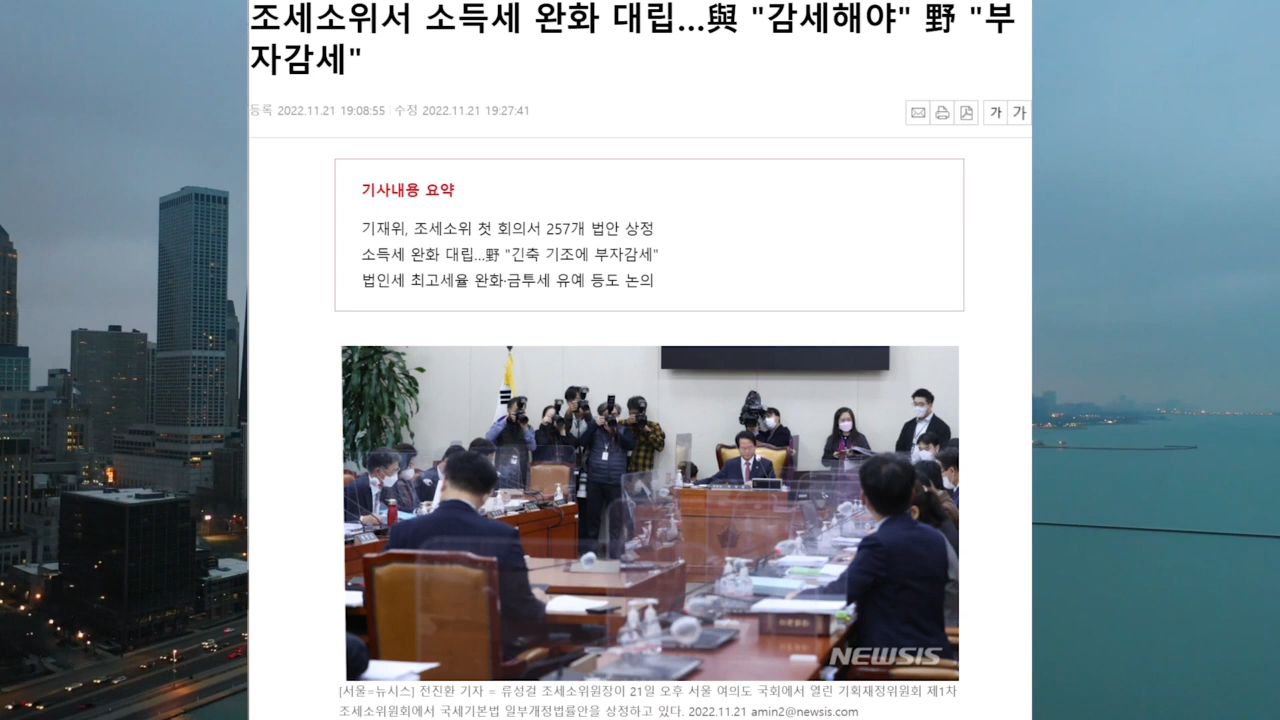 조세소위서 소득세 완화 대립...與 "감세해야" 野 "부
자감세"
등록 2022.11.21 19:08:55 | 수정 2022.11.21 19:27:41
가 가
기사내용 요약
기재위, 조세소위 첫 회의서 257개 법안 상정
소득세 완화 대립...野 "긴축 기조에 부자감세"
법인세 최고세율 완화·금투세 유예 등도 논의
NEWSIS
[서울=뉴시스] 전진환 기자 = 류성걸 조세소위원장이 21일 오후 서울 여의도 국회에서 열린 기획재정위원회 제1차
조세소위원회에서 국세기본법 일부개정법률안을 상정하고 있다. 2022.11.21 amin2@newsis.com